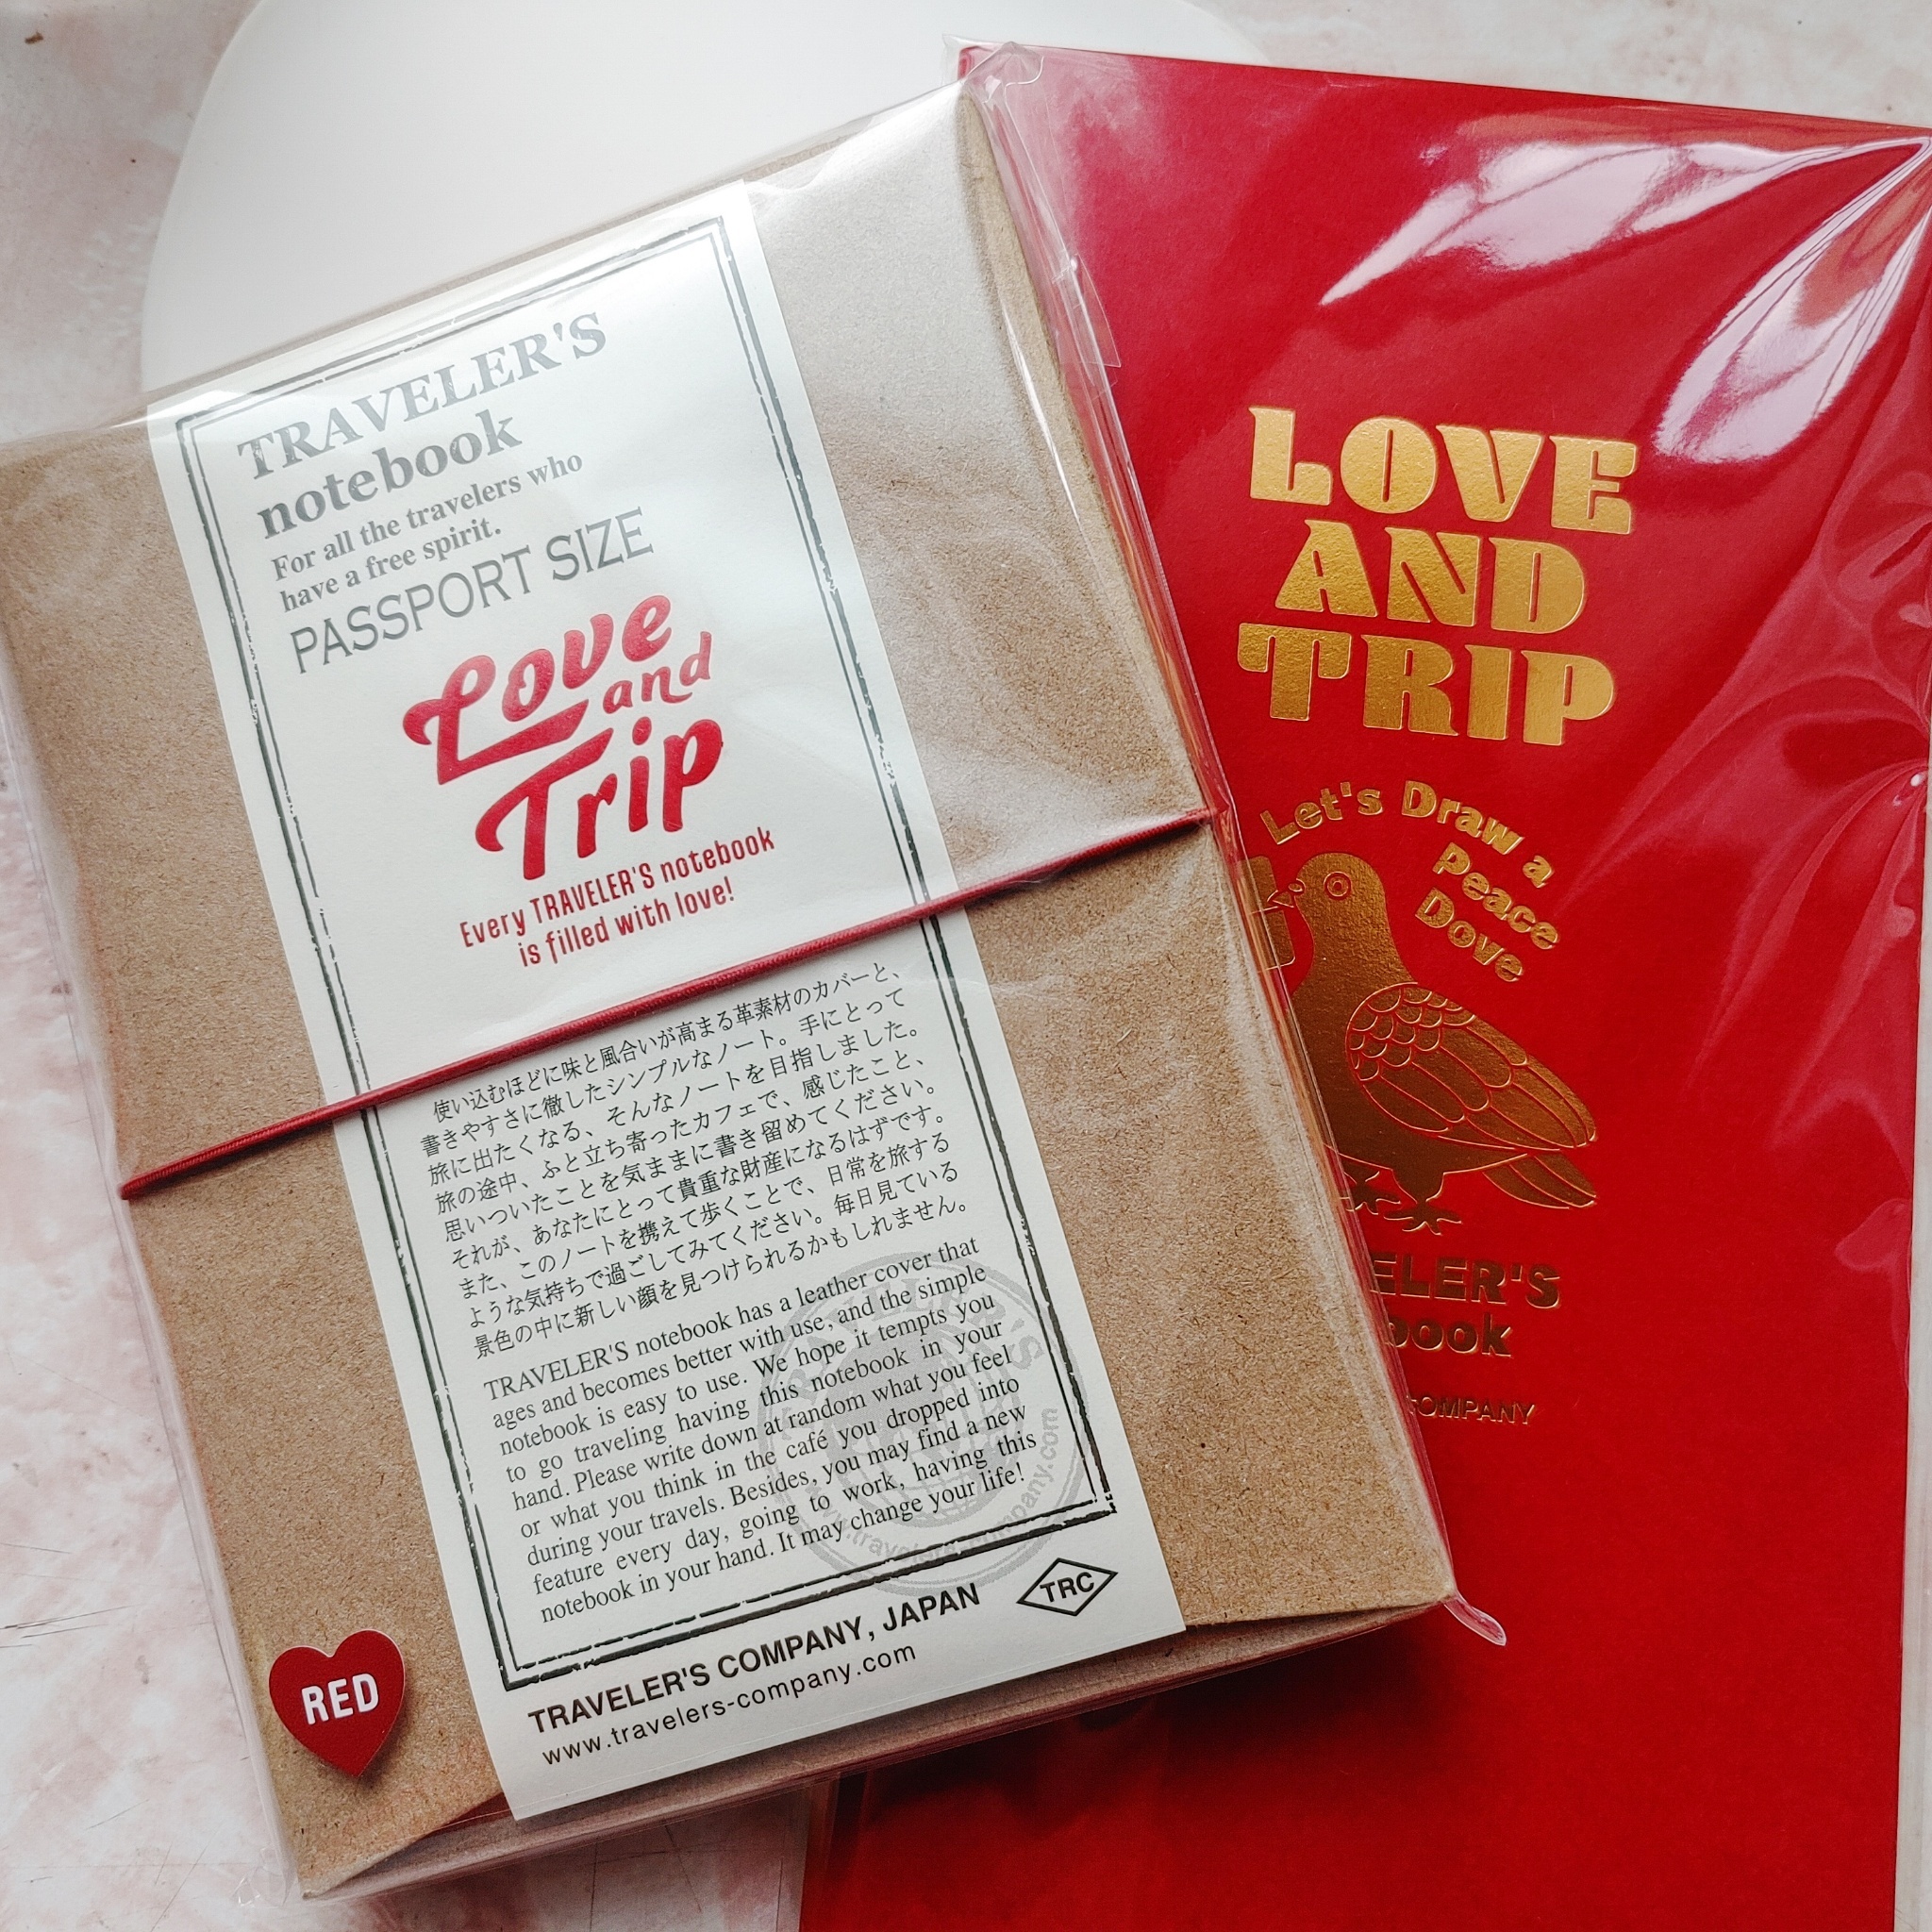 TRAVELER'S
notebook
For all the travelers who
have a free spirit.
PASSPORT SIZE
Love
and
Trip
Every TRAVELER'S notebook
is filled with love!
使い込むほどに味と風合いが高まる革素材のカバーと、
書きやすさに徹したシンプルなノート。手にとって
旅に出たくなる、そんなノートを目指しました。
旅の途中、ふと立ち寄ったカフェで、感じたこと、
思いついたことを気ままに書き留めてください。
それが、あなたにとって貴重な財産になるはずです。
また、このノートを携えて歩くことで、日常を旅する
ような気持ちで過ごしてみてください。毎日見ている
景色の中に新しい顔を見つけられるかもしれません。
TRAVELER'S notebook has a leather cover that
ages and becomes better with use, and the simple
notebook is easy to use. We hope it tempts you
to go traveling having this notebook in your
hand. Please write down at random what you feel
or what you think in the café you dropped into
during your travels. Besides, you may find a new
feature every day, going to work, having this
notebook in your hand. It may change your life!
TRAVELER'S
www.travelers-company.com
TRAVELER'S COMPANY, JAPAN
TRC
www.travelers-company.com
RED
LOVE
AND
TRIP
Let's Draw a
Peace
Dove
ELER'S
book
COMPANY